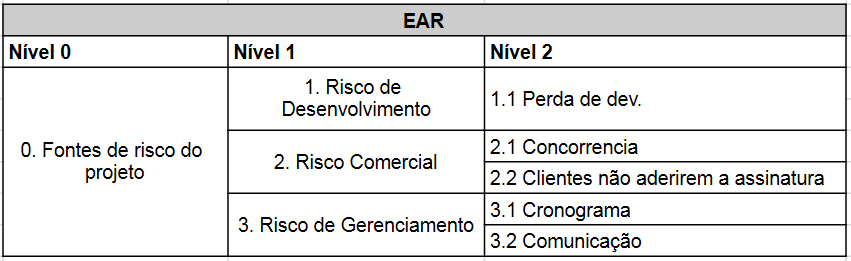 EAR
Nível 0
Nível 1
Nível 2
0. Fontes de risco do
projeto
1. Risco de
Desenvolvimento
1.1 Perda de dev.
2. Risco Comercial
2.1 Concorrencia
2.2 Clientes não aderirem a assinatura
3. Risco de Gerenciamento
3.1 Cronograma
3.2 Comunicação